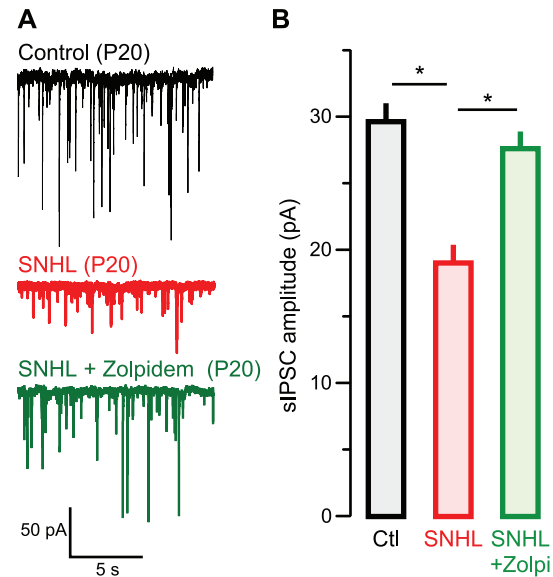 A
Control (P20)
SNHL (P20)
SNHL + Zolpidem (P20)
50 pA
5 s
B
sIPSC amplitude (pA)
30
20
10
0
*
*
Ctl
SNHL
SNHL
+Zolpi